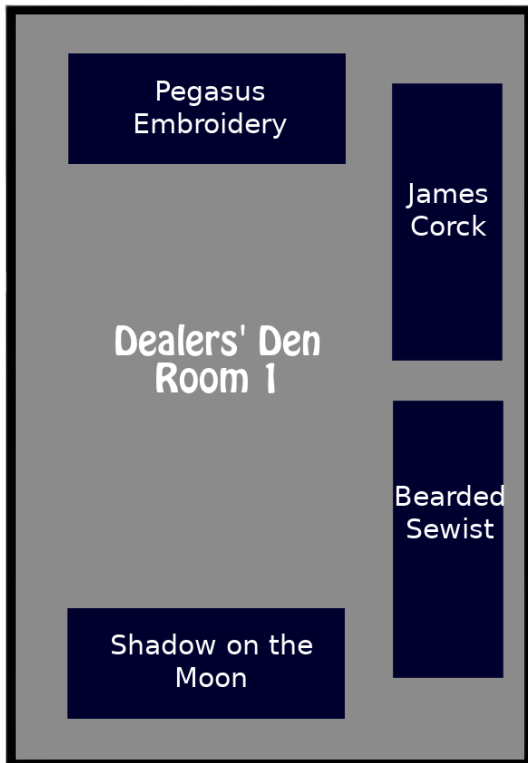 Pegasus
Embroidery
James
Corck
Dealers' Den
Room 1
Bearded
Sewist
Shadow on the
Moon